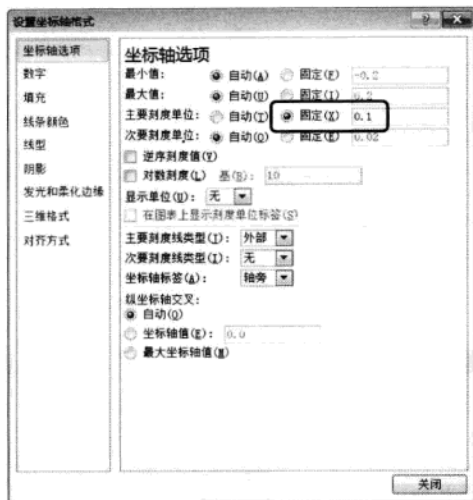 设置坐标轴格式
坐标轴选项
数字
填充
线条颜色
线型
阴影
发光和柔化边缘
三维格式
对齐方式
坐标轴选项
最小值: 自动(A) 固定(F) -0.2
最大值: 自动(U) 固定(I) 0.2
主要刻度单位: 自动(T) 固定(X) 0.1
次要刻度单位: 自动(O) 固定(E) 0.02
逆序刻度值(V)
对数刻度(L) 基(B): 10
显示单位(U): 无
在图表上显示刻度单位标签(S)
主要刻度线类型(J): 外部
次要刻度线类型(I): 无
坐标轴标签(A): 轴旁
纵坐标轴交叉:
自动(O)
坐标轴值(E): 0.0
最大坐标轴值(M)
关闭